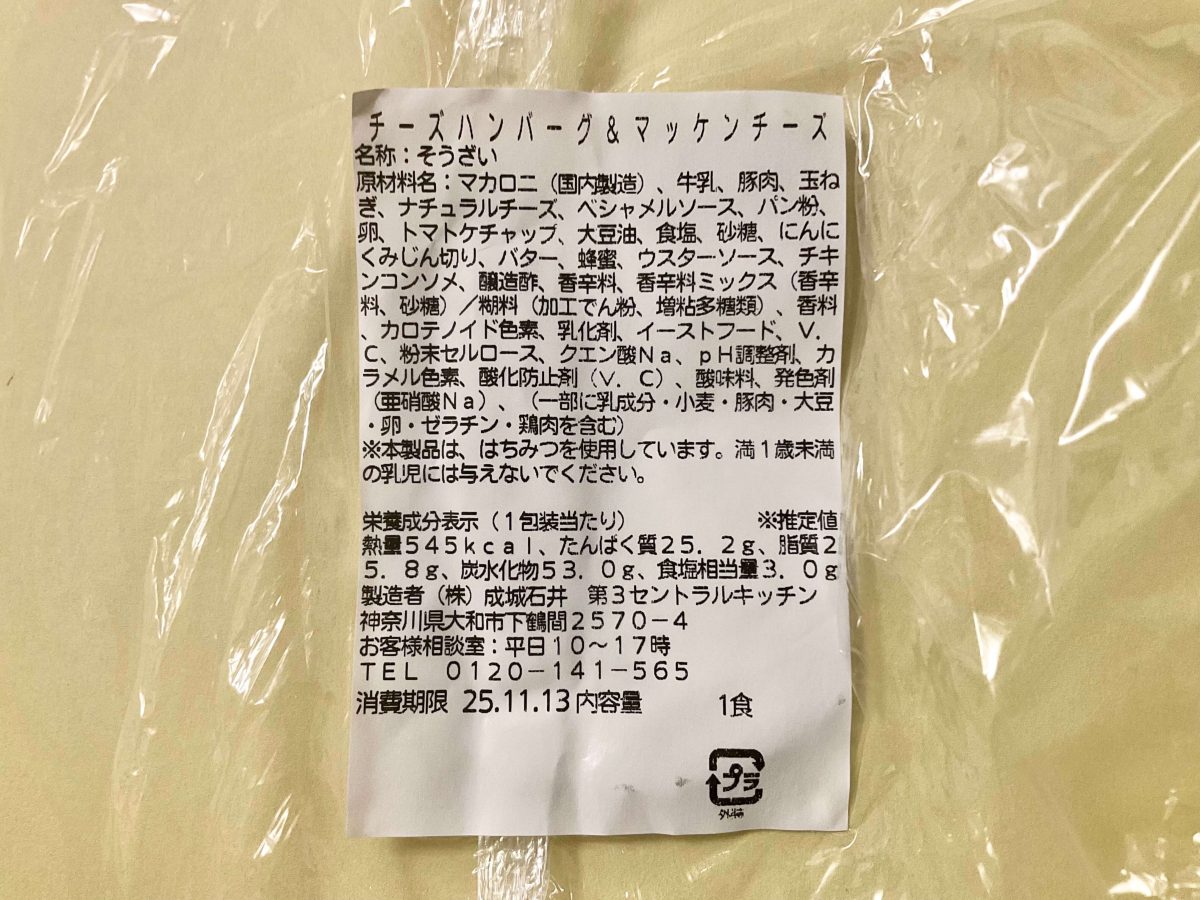 チーズハンバーグ＆マッケンチーズ
名称：そうざい
原材料名：マカロニ（国内製造）、牛乳、豚肉、玉ね
ぎ、ナチュラルチーズ、ベシャメルソース、パン粉、
卵、トマトケチャップ、大豆油、食塩、砂糖、にんに
くみじん切り、バター、蜂蜜、ウスターソース、チキ
ンコンソメ、醸造酢、香辛料、香辛料ミックス（香辛
料、砂糖）／糊料（加工でん粉、増粘多糖類）、香料
、カロテノイド色素、乳化剤、イーストフード、Ｖ．
Ｃ、粉末セルロース、クエン酸Ｎａ、ｐＨ調整剤、カ
ラメル色素、酸化防止剤（Ｖ．Ｃ）、酸味料、発色剤
（亜硝酸Ｎａ）、（一部に乳成分・小麦・豚肉・大豆
・卵・ゼラチン・鶏肉を含む）
※本製品は、はちみつを使用しています。満１歳未満
の乳児には与えないでください。
栄養成分表示（１包装当たり） ※推定値
熱量５４５ｋｃａｌ、たんぱく質２５．２ｇ、脂質２
５．８ｇ、炭水化物５３．０ｇ、食塩相当量３．０ｇ
製造者（株）成城石井　第３セントラルキッチン
神奈川県大和市下鶴間２５７０－４
お客様相談室：平日１０～１７時
ＴＥＬ　０１２０－１４１－５６５
消費期限 25.11.13 内容量 1食
プラ
外装